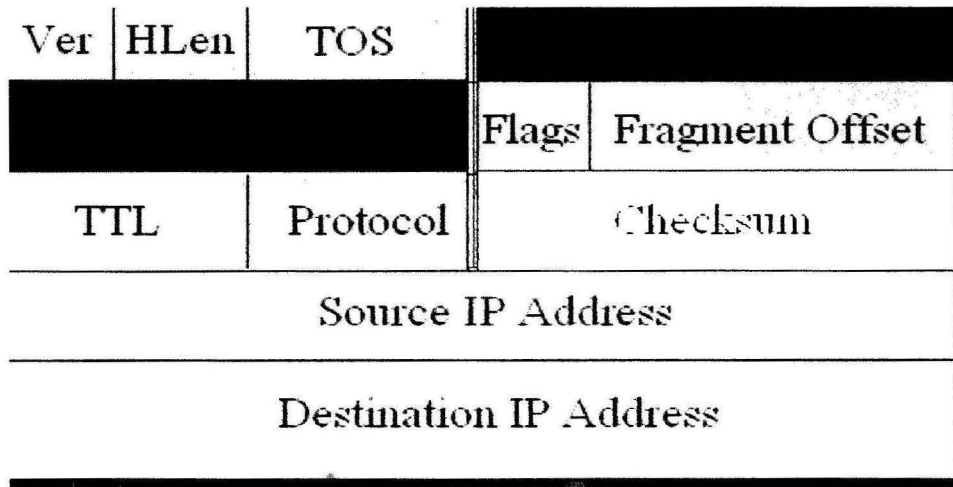 Ver HLen TOS
Flags Fragment Offset
TTL Protocol Checksum
Source IP Address
Destination IP Address